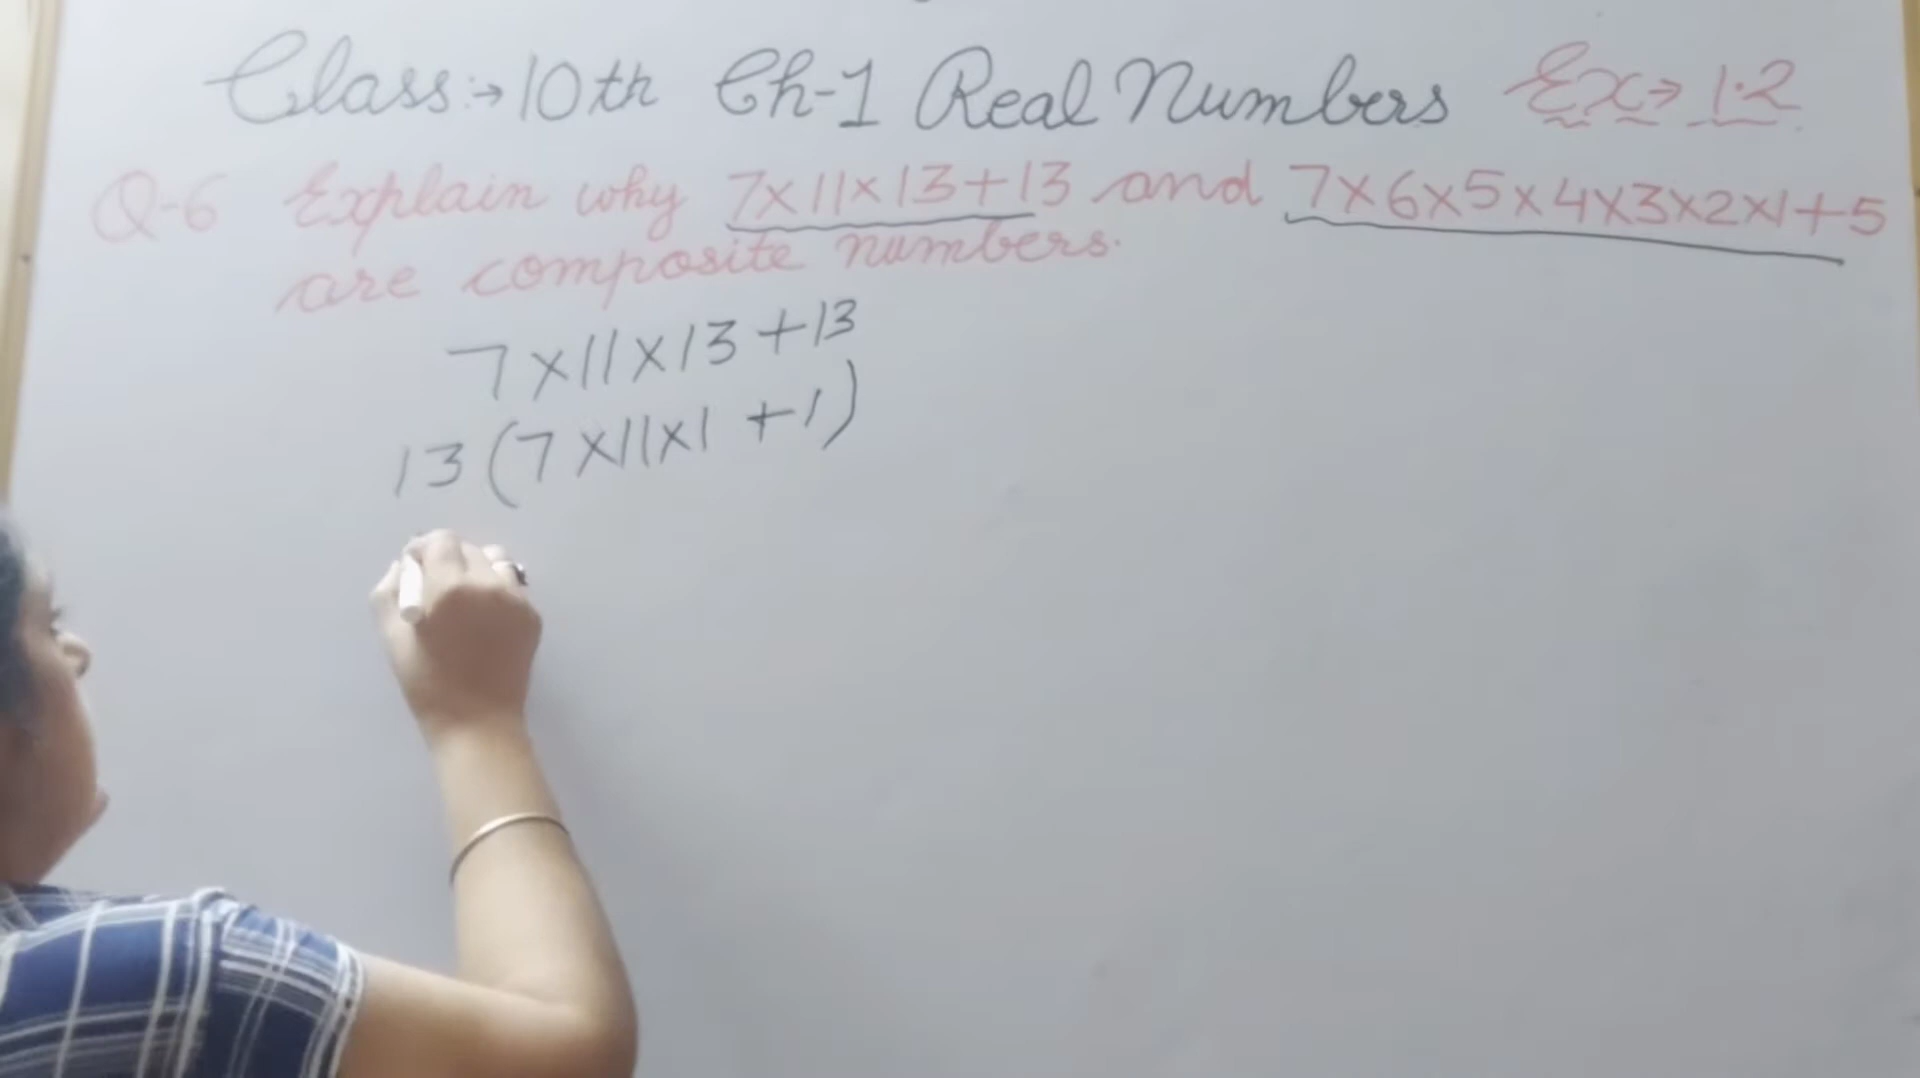 Class:→10th Ch-1 Real Numbers Ex→1.2
Q-6 Explain why 7×11×13+13 and 7×6×5×4×3×2×1+5
are composite numbers.
7×11×13+13
13(7×11×1+1)